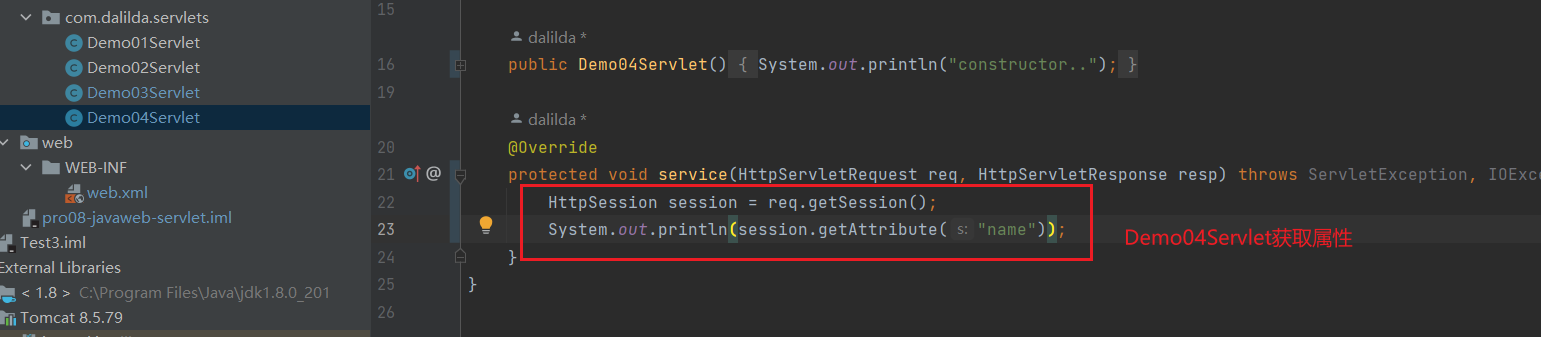 com.dalilda.servlets
Demo01Servlet
Demo02Servlet
Demo03Servlet
Demo04Servlet
web
WEB-INF
web.xml
pro08-javaweb-servlet.iml
Test3.iml
External Libraries
< 1.8 > C:\Program Files\Java\jdk1.8.0_201
Tomcat 8.5.79
15
dalilda *
16 public Demo04Servlet() { System.out.println("constructor.."); }
19
dalilda *
20 @Override
21 @ protected void service(HttpServletRequest req, HttpServletResponse resp) throws ServletException, IOExce
22 HttpSession session = req.getSession();
23 System.out.println(session.getAttribute( s: "name"));
Demo04Servlet获取属性
24 }
25 }
26